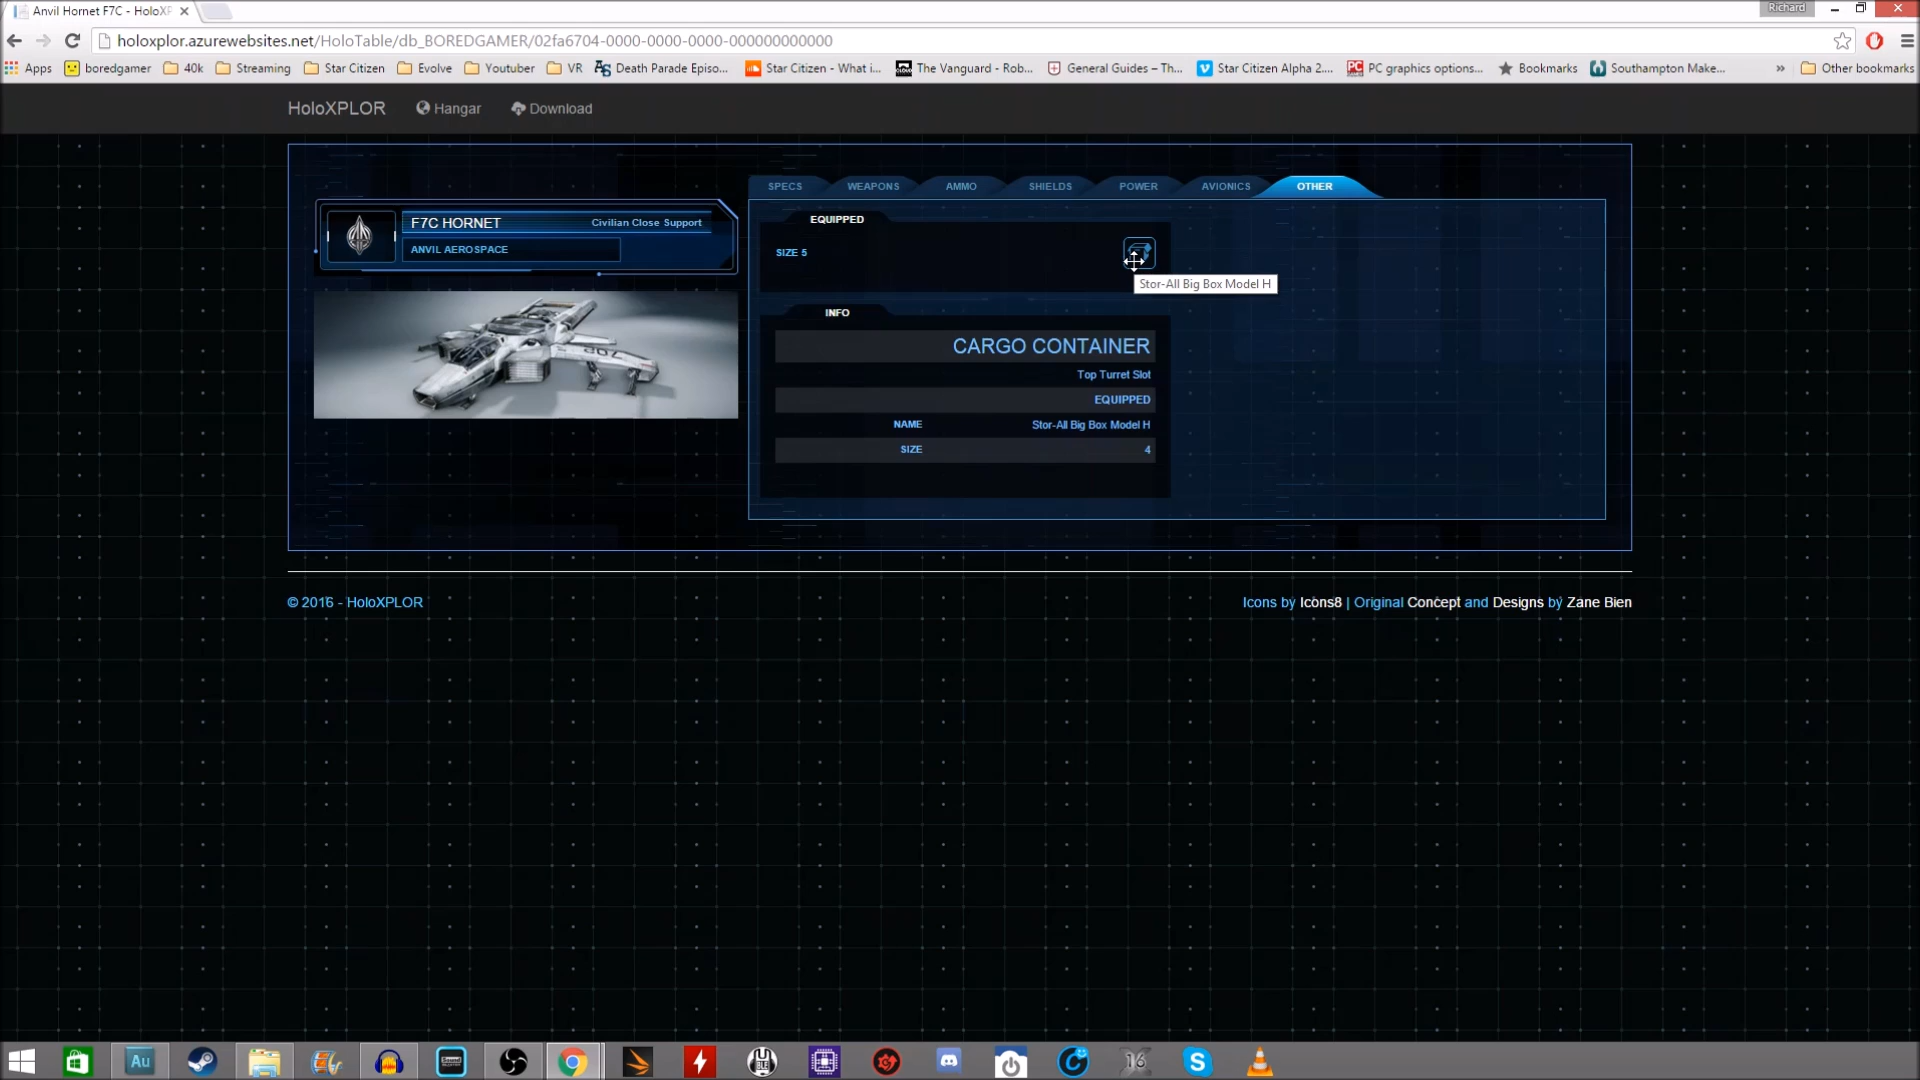 Anvil Hornet F7C - HoloXF
Richard
holoxplor.azurewebsites.net/HoloTable/db_BOREDGAMER/02fa6704-0000-0000-0000-000000000000
Apps boredgamer 40k Streaming Star Citizen Evolve Youtuber VR Death Parade Episo... Star Citizen - What i... The Vanguard - Rob... General Guides – Th... Star Citizen Alpha 2.... PC graphics options... Bookmarks Southampton Make... » Other bookmarks
HoloXPLOR Hangar Download
SPECS WEAPONS AMMO SHIELDS POWER AVIONICS OTHER
F7C HORNET Civilian Close Support
ANVIL AEROSPACE
EQUIPPED
SIZE 5
Stor-All Big Box Model H
INFO
CARGO CONTAINER
Top Turret Slot
EQUIPPED
NAME Stor-All Big Box Model H
SIZE 4
© 2016 - HoloXPLOR
Icons by Icons8 | Original Concept and Designs by Zane Bien
Au